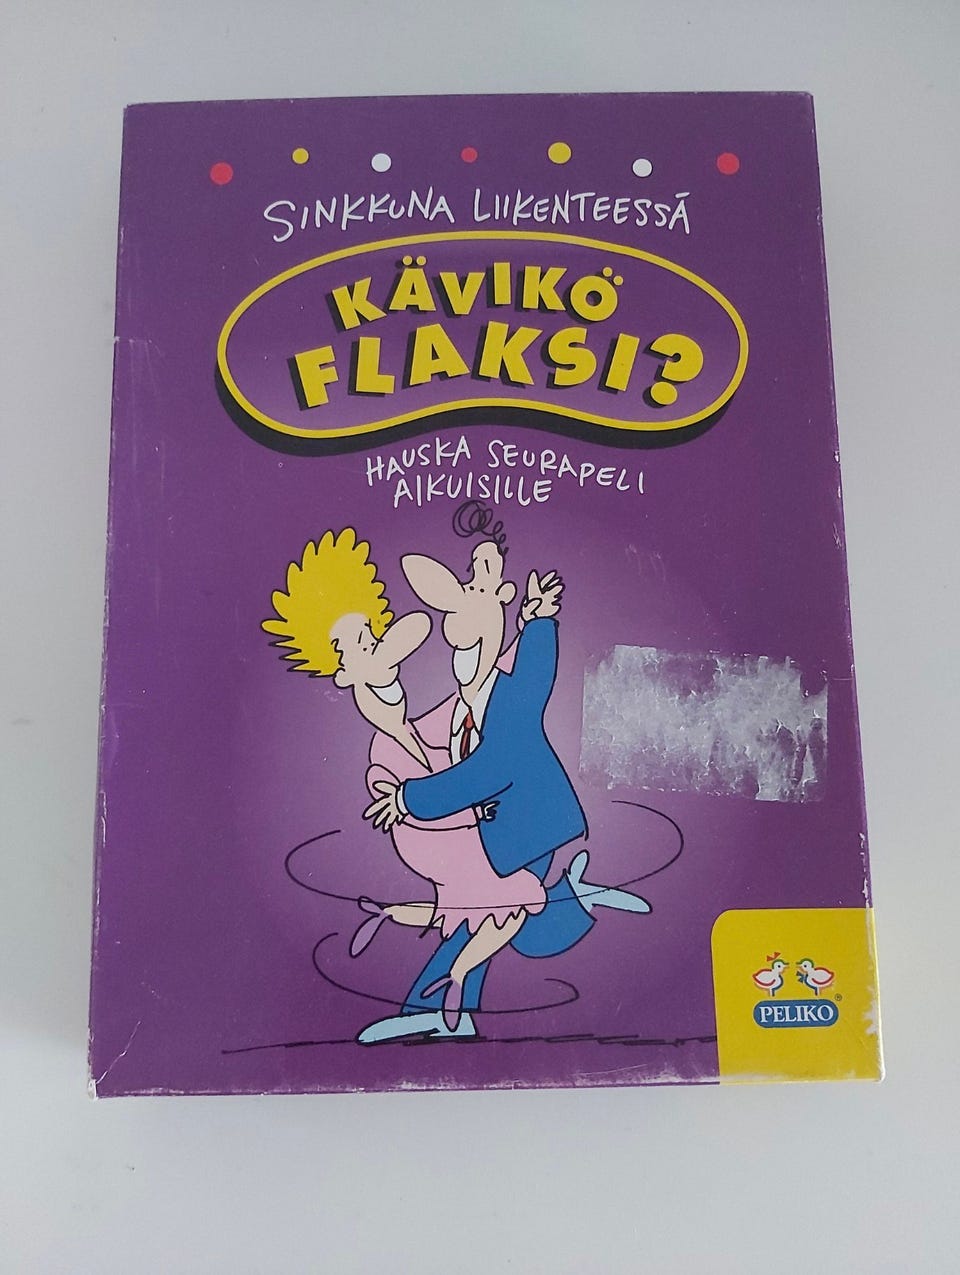 SINKKUNA LIIKENTEESSÄ
KÄVIKÖ
FLAKSI?
HAUSKA SEURAPELI
AIKUISILLE
PELIKO®